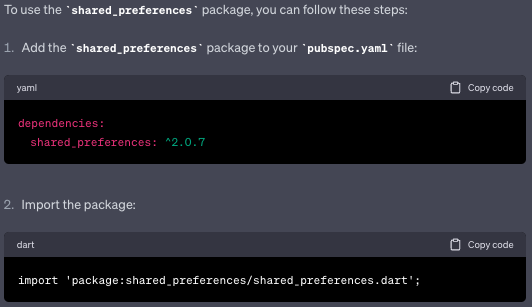 To use the `shared_preferences` package, you can follow these steps:
1. Add the `shared_preferences` package to your `pubspec.yaml` file:
yaml Copy code
dependencies:
  shared_preferences: ^2.0.7
2. Import the package:
dart Copy code
import 'package:shared_preferences/shared_preferences.dart';